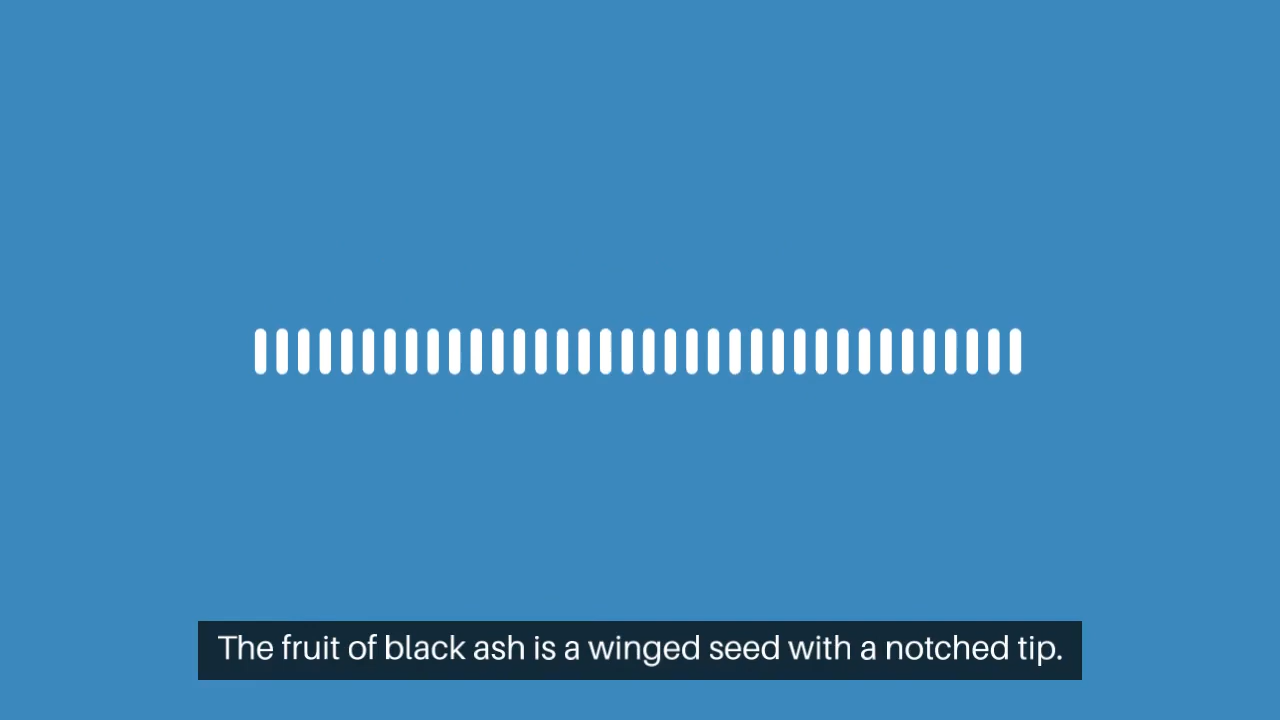 The fruit of black ash is a winged seed with a notched tip.